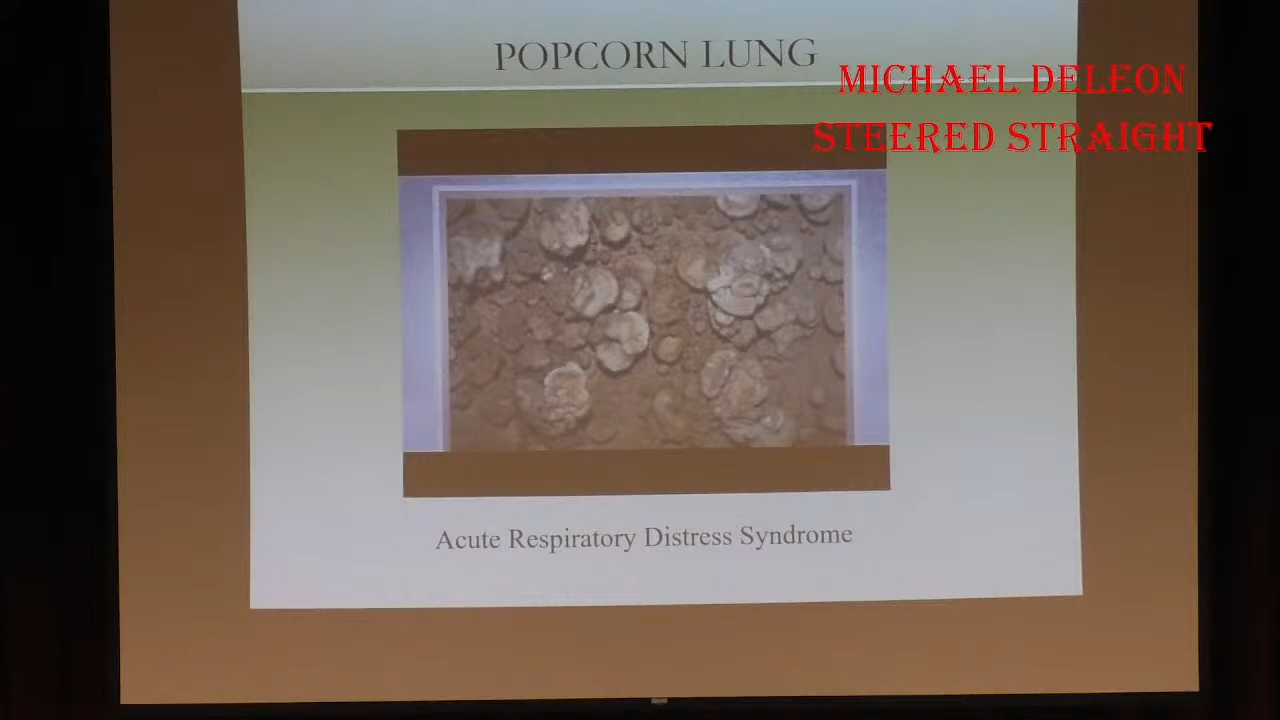 POPCORN LUNG
MICHAEL DELEON
STEERED STRAIGHT
Acute Respiratory Distress Syndrome